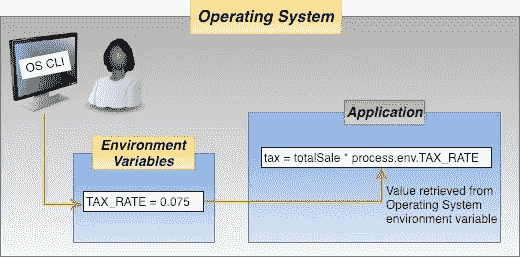 Operating System
OS CLI
Environment
Variables
TAX_RATE = 0.075
Application
tax = totalSale * process.env.TAX_RATE
Value retrieved from
Operating System
environment variable